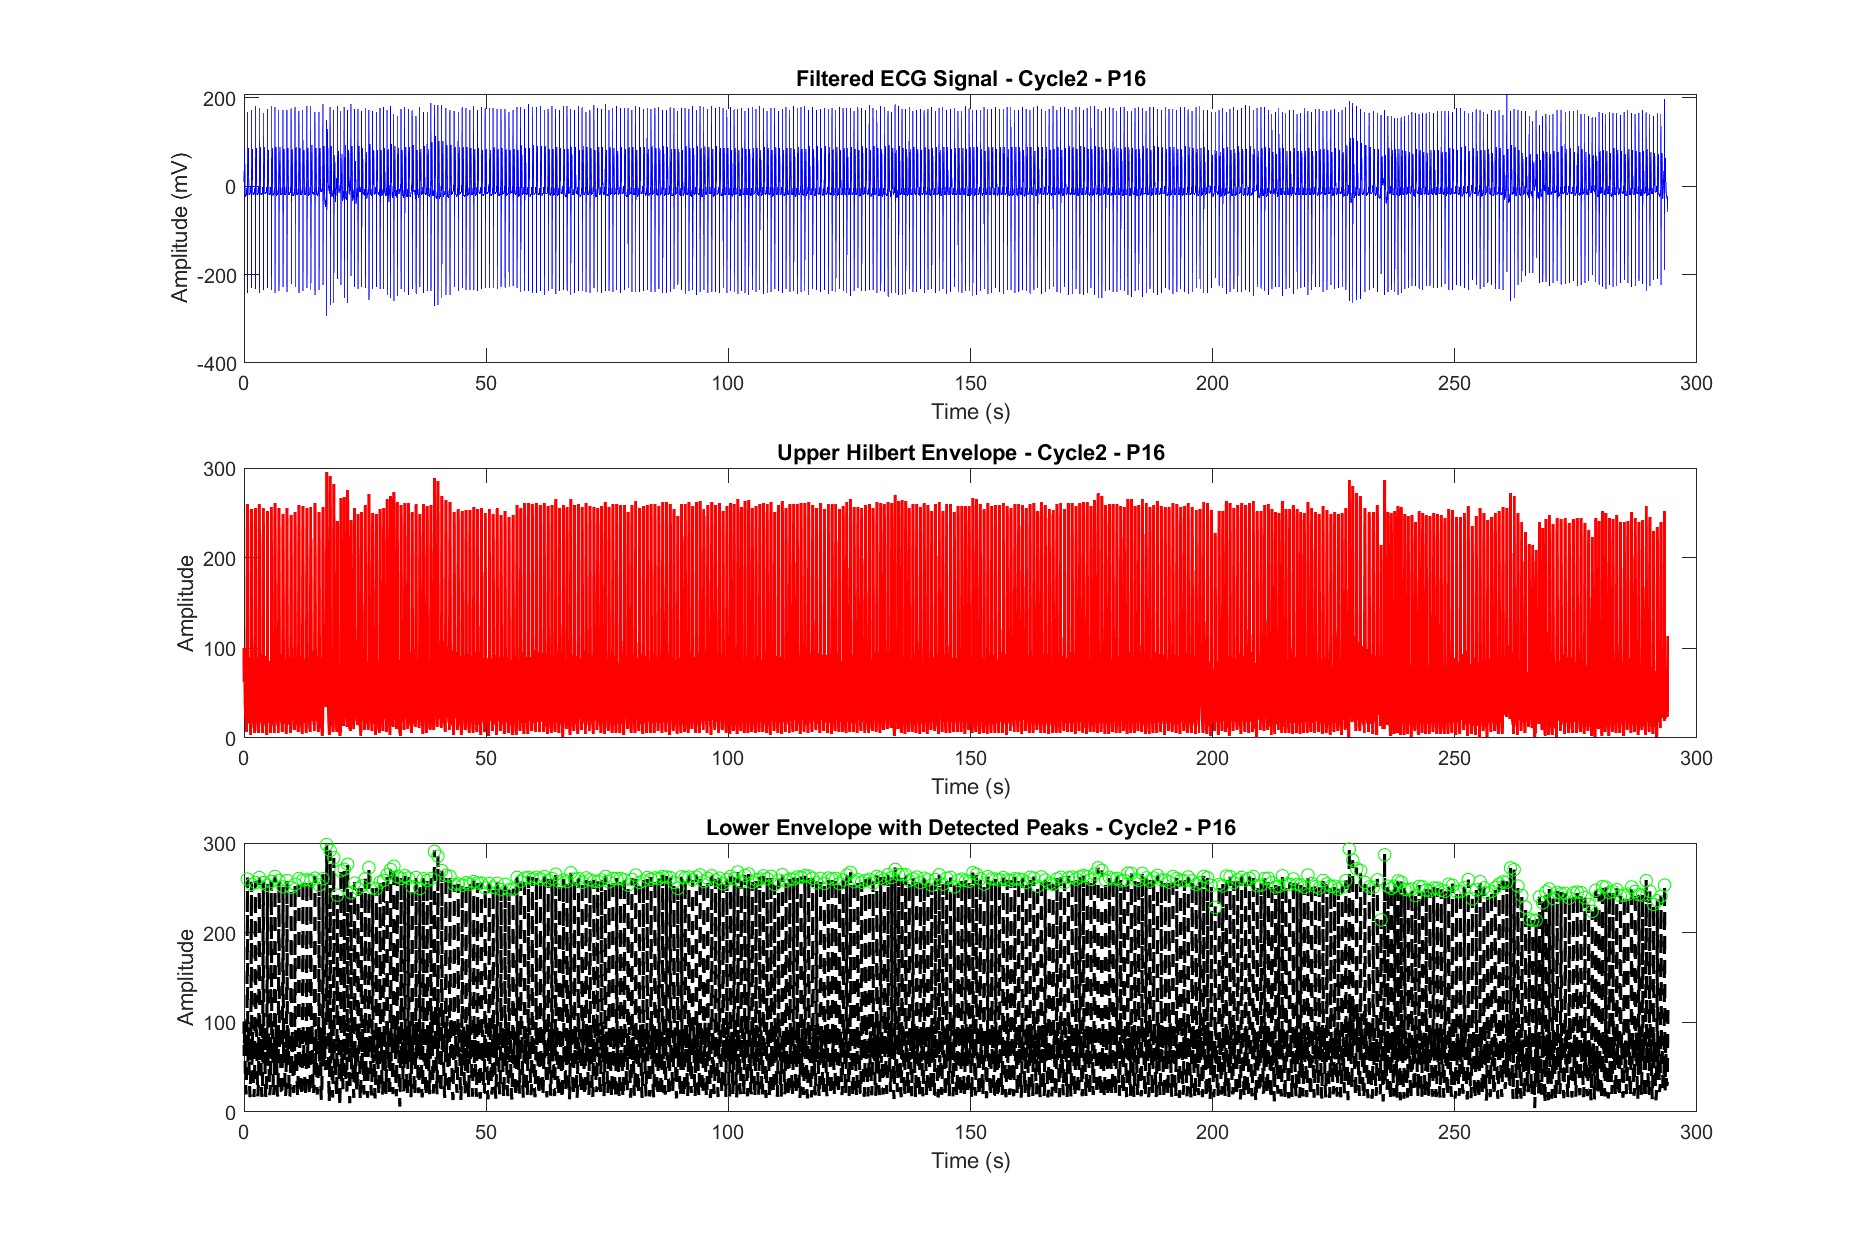 Filtered ECG Signal - Cycle2 - P16
200
0
-200
-400
Amplitude (mV)
0 50 100 150 200 250 300
Time (s)
Upper Hilbert Envelope - Cycle2 - P16
300
200
100
0
Amplitude
0 50 100 150 200 250 300
Time (s)
Lower Envelope with Detected Peaks - Cycle2 - P16
300
200
100
0
Amplitude
0 50 100 150 200 250 300
Time (s)